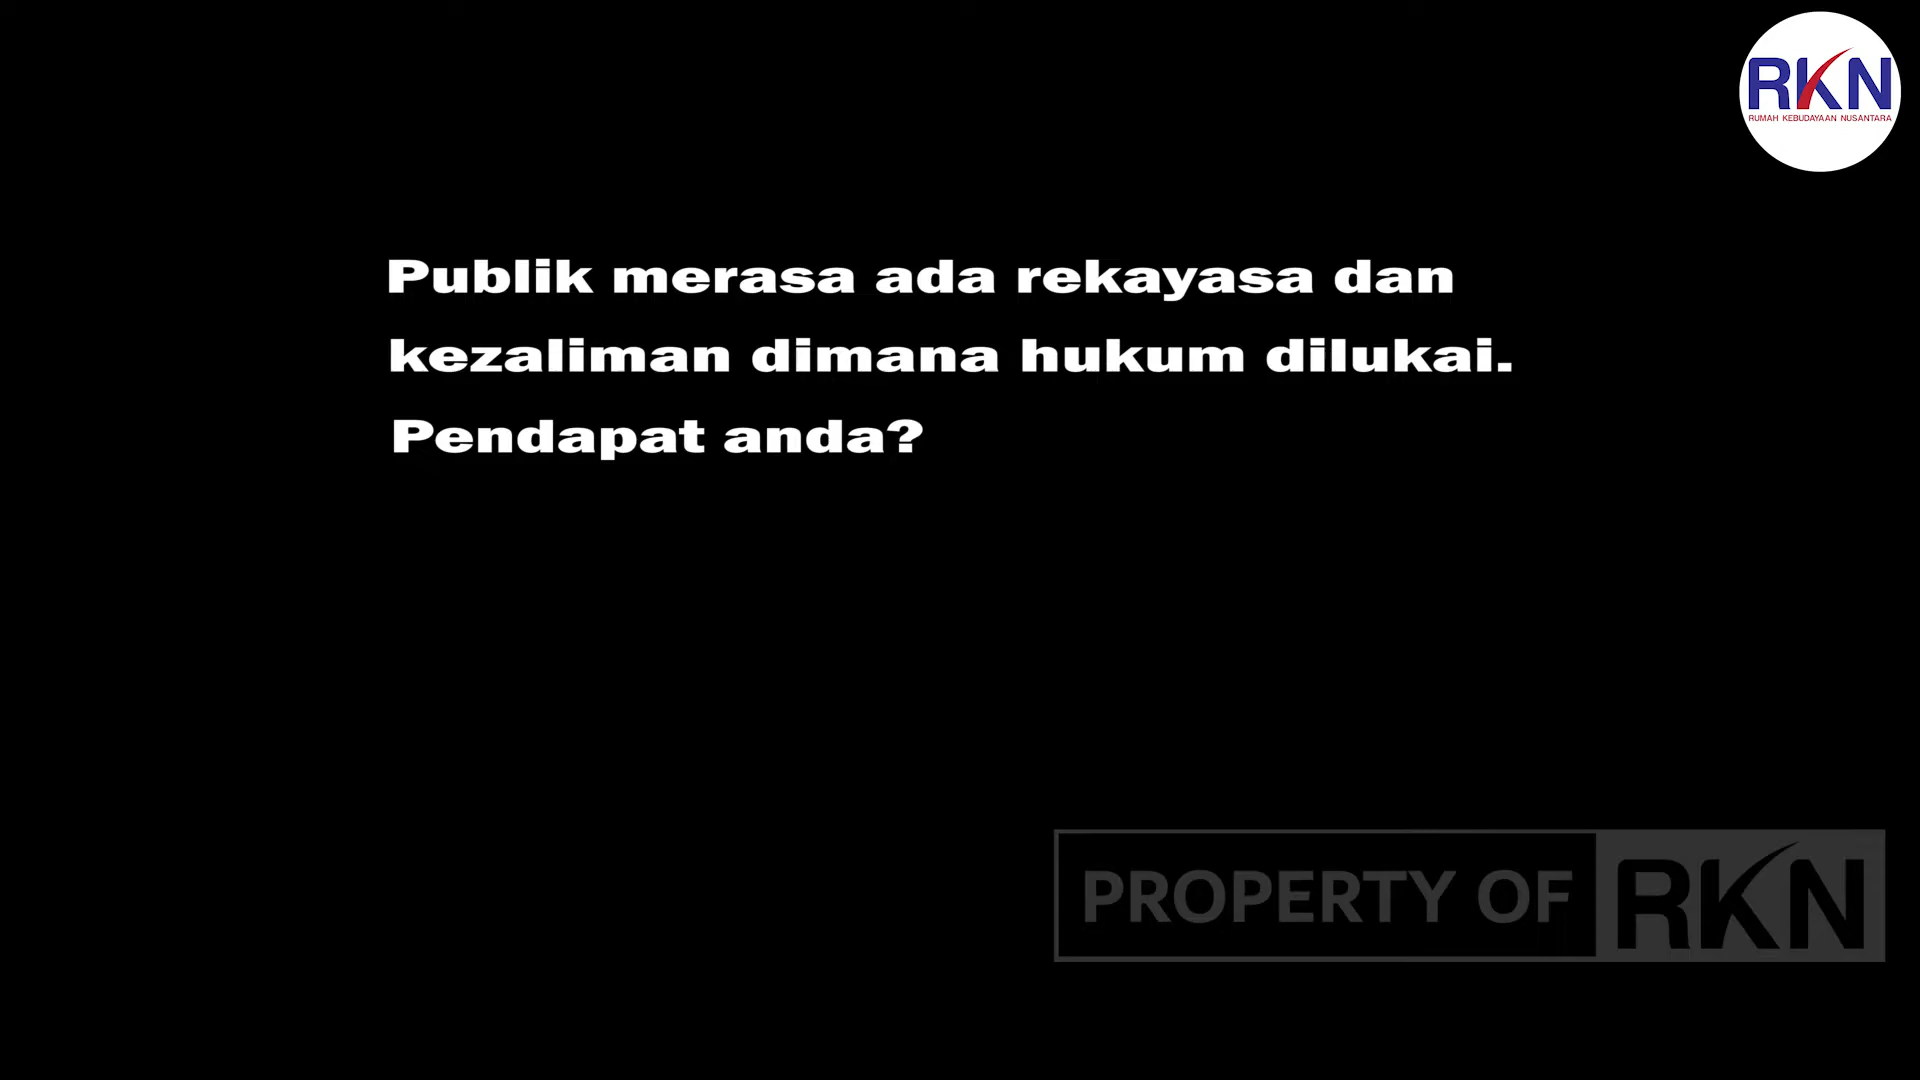 RKN
RUMAH KEBUDAYAAN NUSANTARA
Publik merasa ada rekayasa dan
kezaliman dimana hukum dilukai.
Pendapat anda?
PROPERTY OF RKN